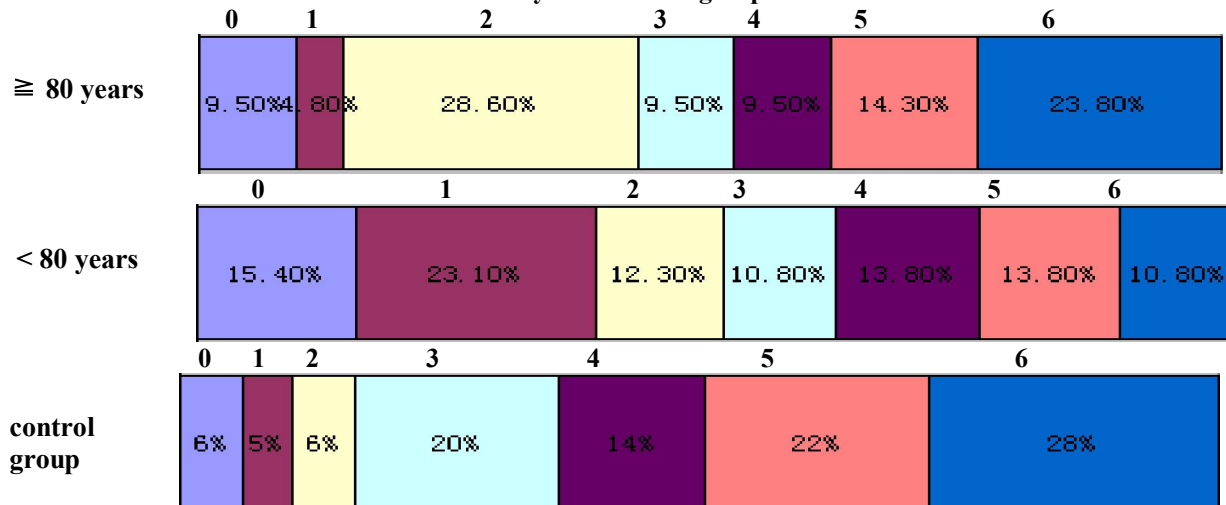 0 1 2 3 4 5 6
≧ 80 years
9.50% 4.80% 28.60% 9.50% 9.50% 14.30% 23.80%
0 1 2 3 4 5 6
< 80 years
15.40% 23.10% 12.30% 10.80% 13.80% 13.80% 10.80%
0 1 2 3 4 5 6
control
group
6% 5% 6% 20% 14% 22% 28%